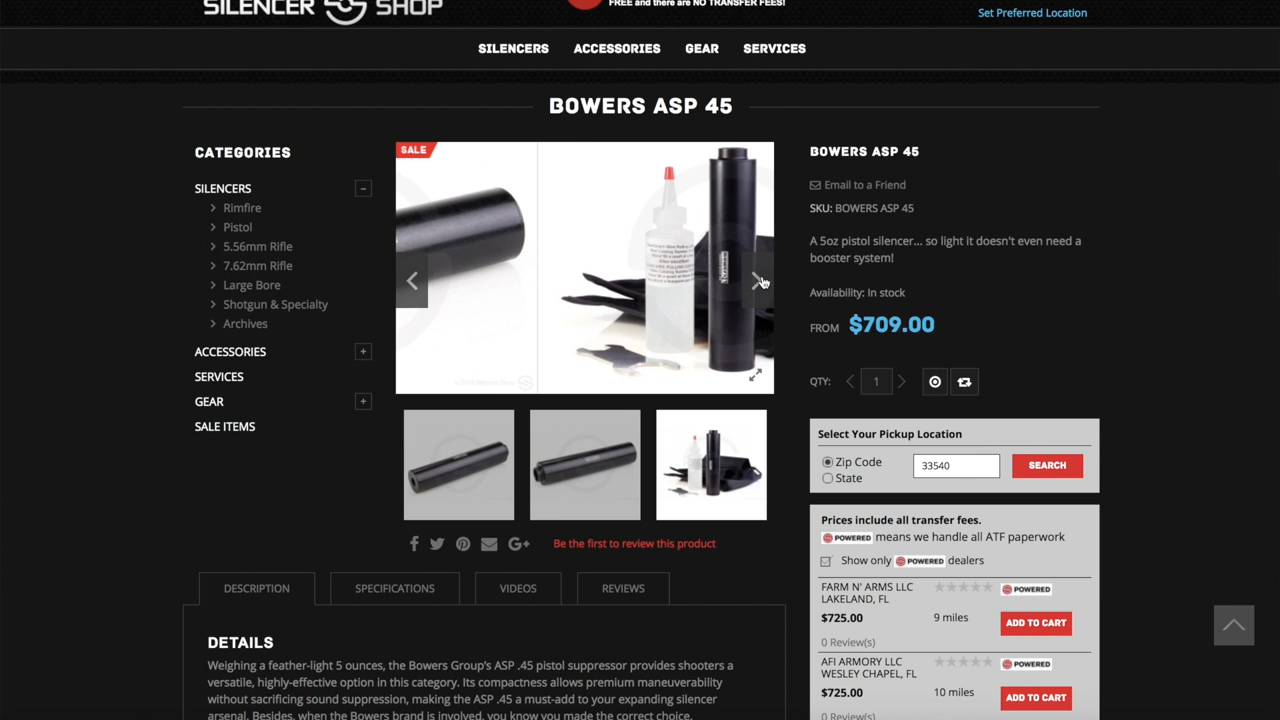 SILENCER SHOP
FREE and there are NO TRANSFER FEES!
Set Preferred Location
SILENCERS ACCESSORIES GEAR SERVICES
BOWERS ASP 45
CATEGORIES
SILENCERS
Rimfire
Pistol
5.56mm Rifle
7.62mm Rifle
Large Bore
Shotgun & Specialty
Archives
ACCESSORIES
SERVICES
GEAR
SALE ITEMS
SALE
Be the first to review this product
BOWERS ASP 45
Email to a Friend
SKU: BOWERS ASP 45
A 5oz pistol silencer... so light it doesn't even need a
booster system!
Availability: In stock
FROM $709.00
QTY: 1
Select Your Pickup Location
Zip Code 33540 SEARCH
State
Prices include all transfer fees.
POWERED means we handle all ATF paperwork
Show only POWERED dealers
FARM N' ARMS LLC POWERED
LAKELAND, FL
$725.00 9 miles ADD TO CART
0 Review(s)
AFI ARMORY LLC POWERED
WESLEY CHAPEL, FL
$725.00 10 miles ADD TO CART
0 Review(s)
DESCRIPTION SPECIFICATIONS VIDEOS REVIEWS
DETAILS
Weighing a feather-light 5 ounces, the Bowers Group's ASP .45 pistol suppressor provides shooters a
versatile, highly-effective option in this category. Its compactness allows premium maneuverability
without sacrificing sound suppression, making the ASP .45 a must-add to your expanding silencer
arsenal. Besides, when the Bowers brand is involved, you know you made the correct choice.